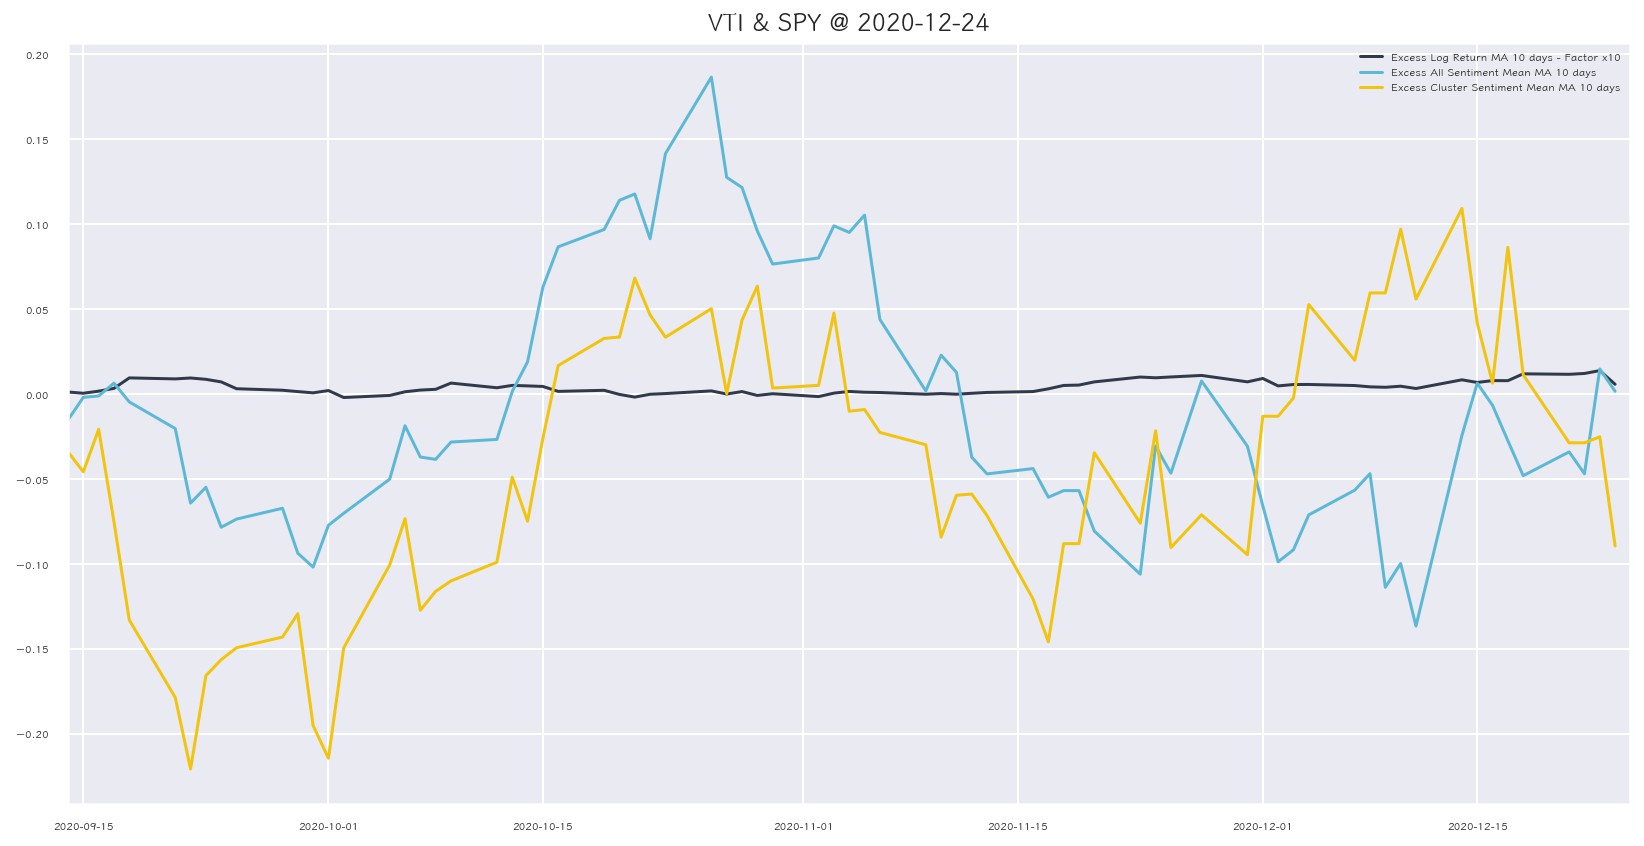 VTI & SPY @ 2020-12-24
Excess Log Return MA 10 days - Factor x10
Excess All Sentiment Mean MA 10 days
Excess Cluster Sentiment Mean MA 10 days
0.20
0.15
0.10
0.05
0.00
−0.05
−0.10
−0.15
−0.20
2020-09-15 2020-10-01 2020-10-15 2020-11-01 2020-11-15 2020-12-01 2020-12-15